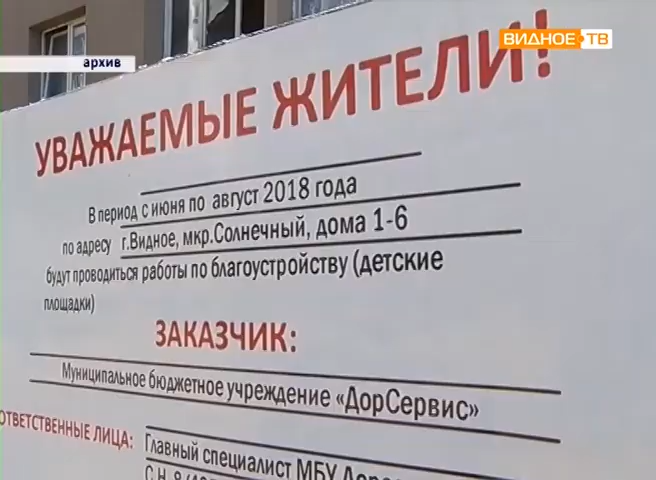 ВИДНОЕ ТВ
архив
УВАЖАЕМЫЕ ЖИТЕЛИ!
В период с июня по август 2018 года
по адресу г.Видное, мкр.Солнечный, дома 1-6
будут проводиться работы по благоустройству (детские
площадки)
ЗАКАЗЧИК:
Муниципальное бюджетное учреждение «ДорСервис»
ОТВЕТСТВЕННЫЕ ЛИЦА:
Главный специалист МБУ